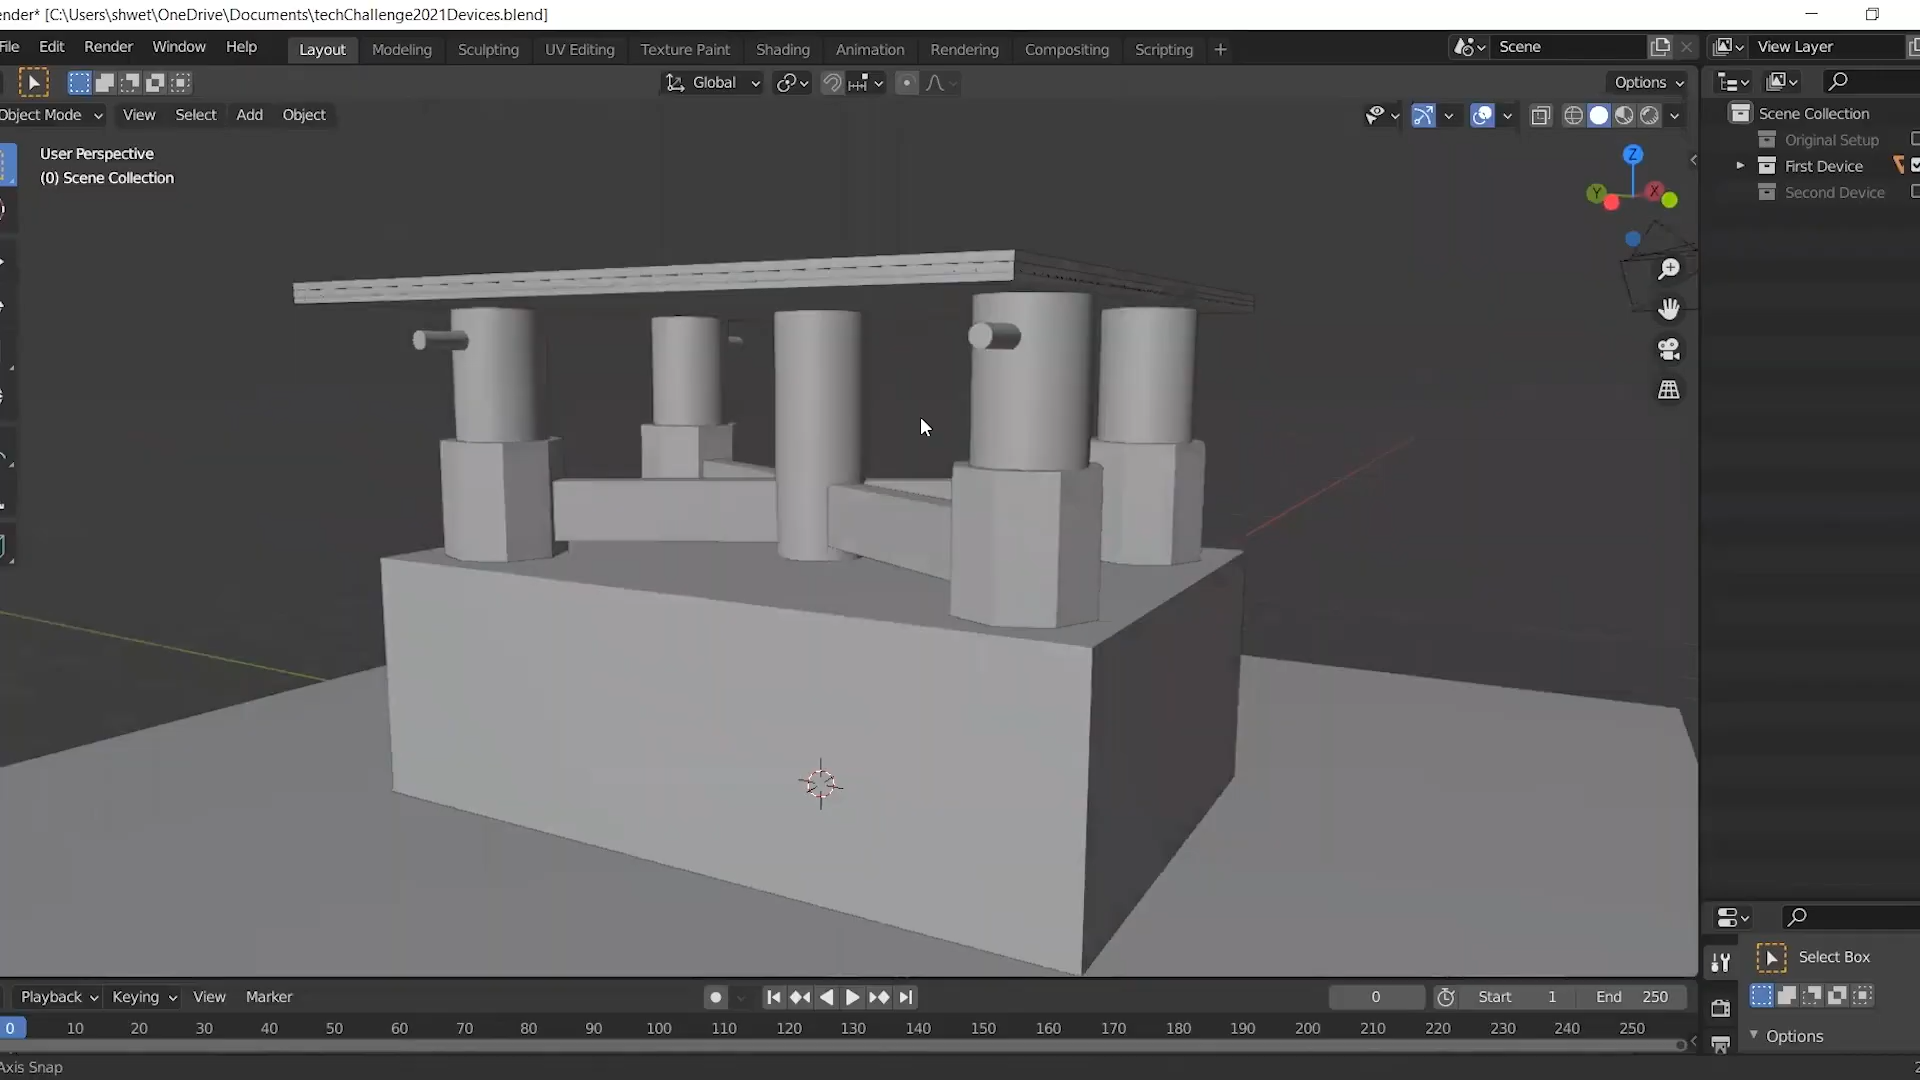 ender* [C:\Users\shwet\OneDrive\Documents\techChallenge2021Devices.blend]
File Edit Render Window Help Layout Modeling Sculpting UV Editing Texture Paint Shading Animation Rendering Compositing Scripting + Scene View Layer
Global Options
Object Mode View Select Add Object
User Perspective
(0) Scene Collection
Z
Y X
Scene Collection
Original Setup
First Device
Second Device
Select Box
Options
Playback Keying View Marker 0 Start 1 End 250
0 10 20 30 40 50 60 70 80 90 100 110 120 130 140 150 160 170 180 190 200 210 220 230 240 250
Axis Snap 2